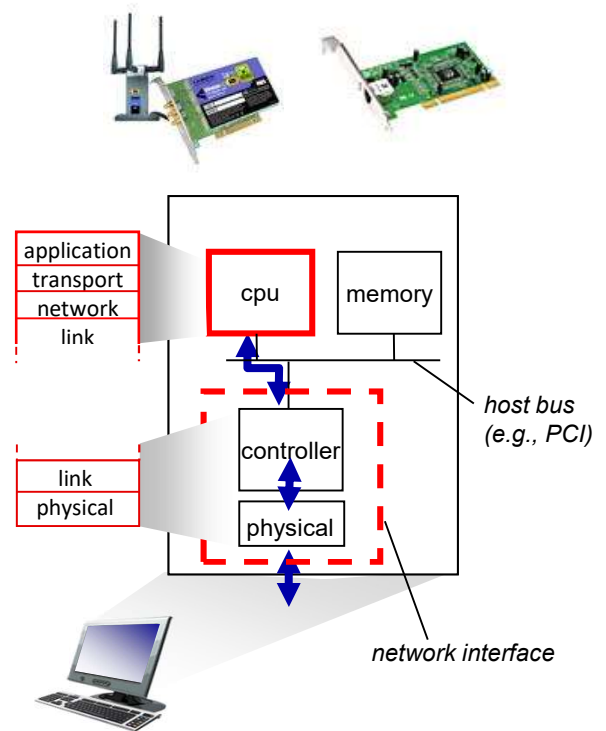 application
transport
network
link
cpu
memory
host bus
(e.g., PCI)
controller
link
physical
physical
network interface